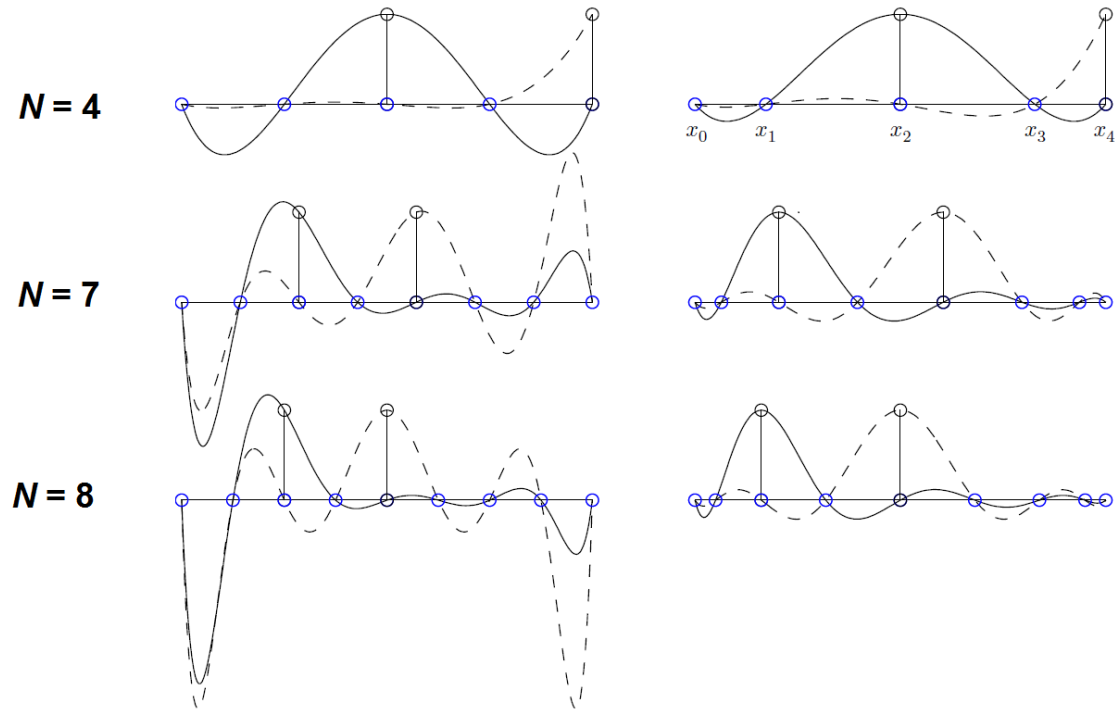 N = 4
x₀ x₁ x₂ x₃ x₄
N = 7
N = 8